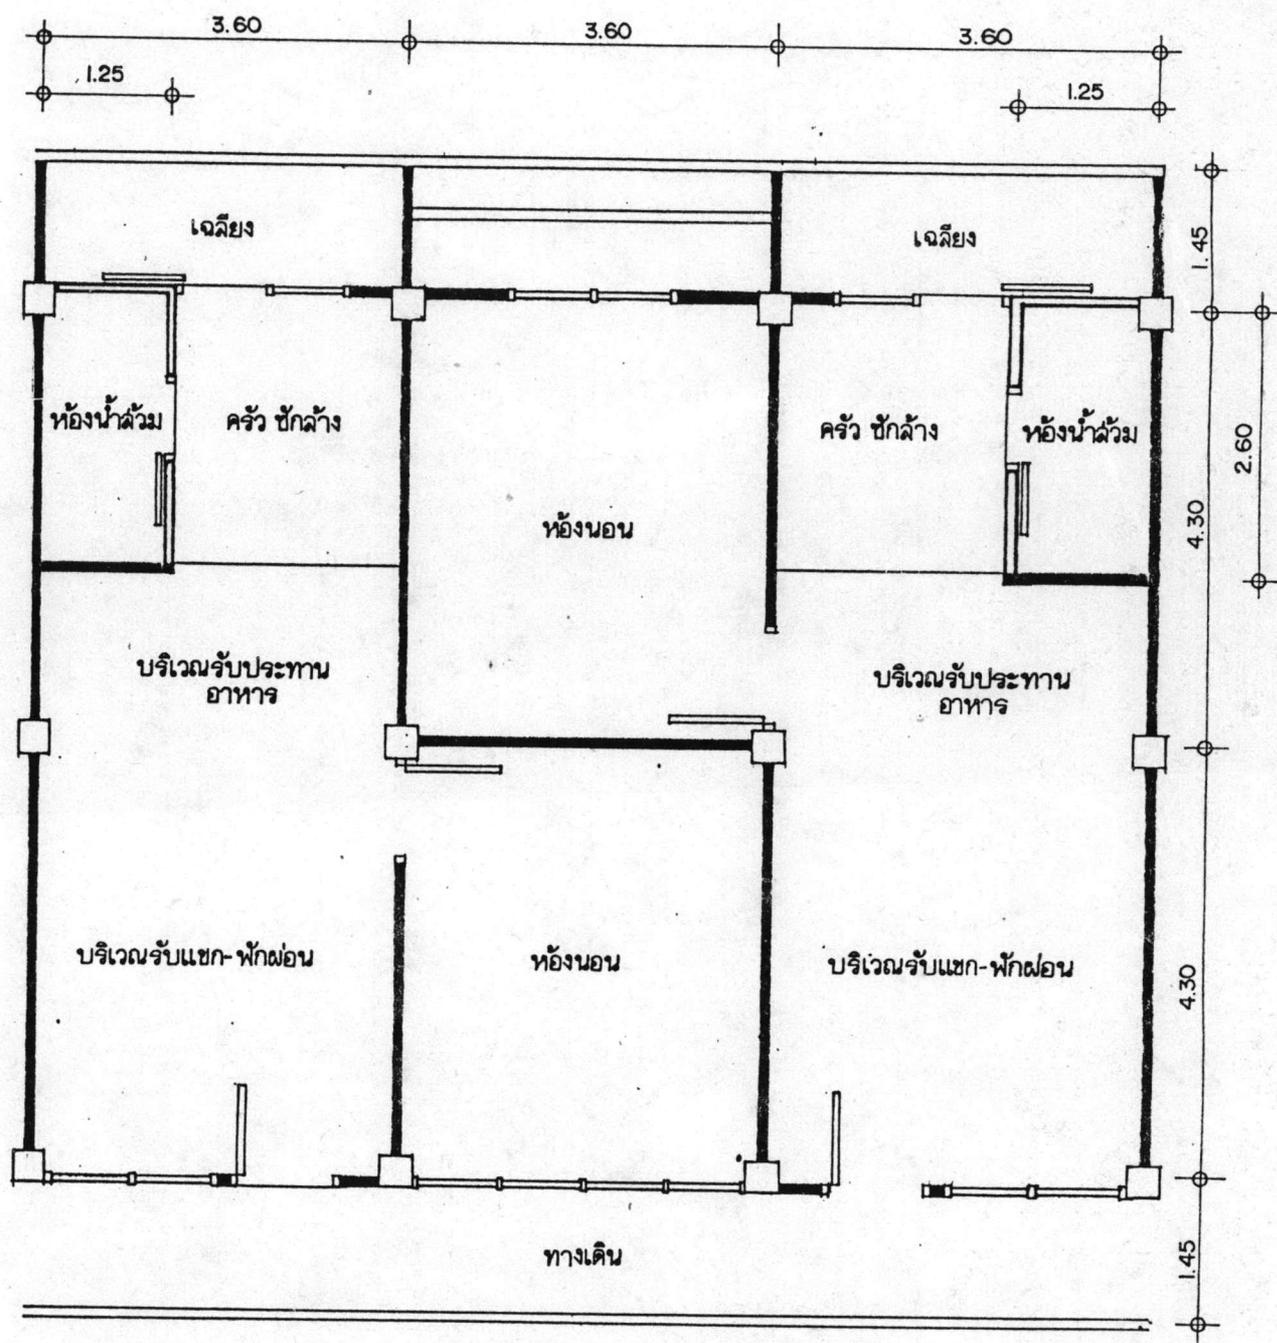 3.60
3.60
3.60
1.25
1.25
เฉลียง
เฉลียง
1.45
ห้องน้ำส้วม
ครัว ซักล้าง
ครัว ซักล้าง
ห้องน้ำส้วม
2.60
4.30
ห้องนอน
บริเวณรับประทาน
อาหาร
บริเวณรับประทาน
อาหาร
บริเวณรับแขก-พักผ่อน
ห้องนอน
บริเวณรับแขก-พักผ่อน
4.30
ทางเดิน
1.45